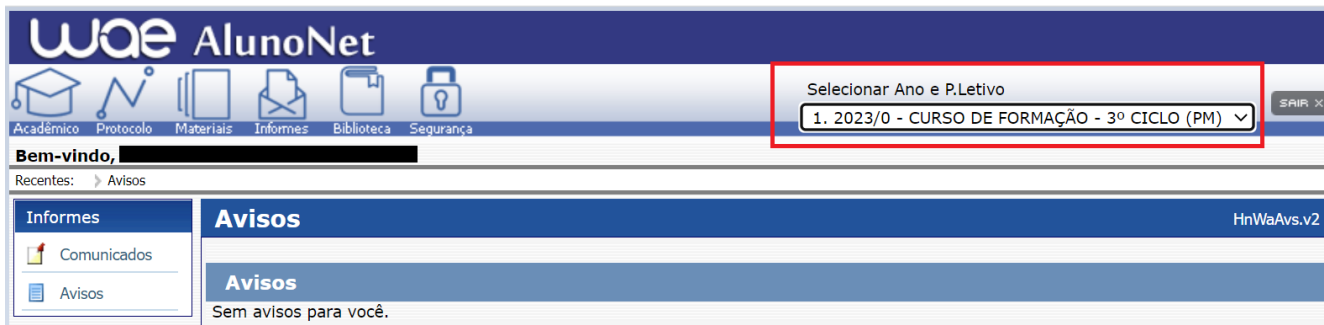 wae AlunoNet
Selecionar Ano e P.Letivo
1. 2023/0 - CURSO DE FORMAÇÃO - 3º CICLO (PM)
SAIR X
Acadêmico Protocolo Materiais Informes Biblioteca Segurança
Bem-vindo,
Recentes: Avisos
Informes
Comunicados
Avisos
Avisos
HnWaAvs.v2
Avisos
Sem avisos para você.